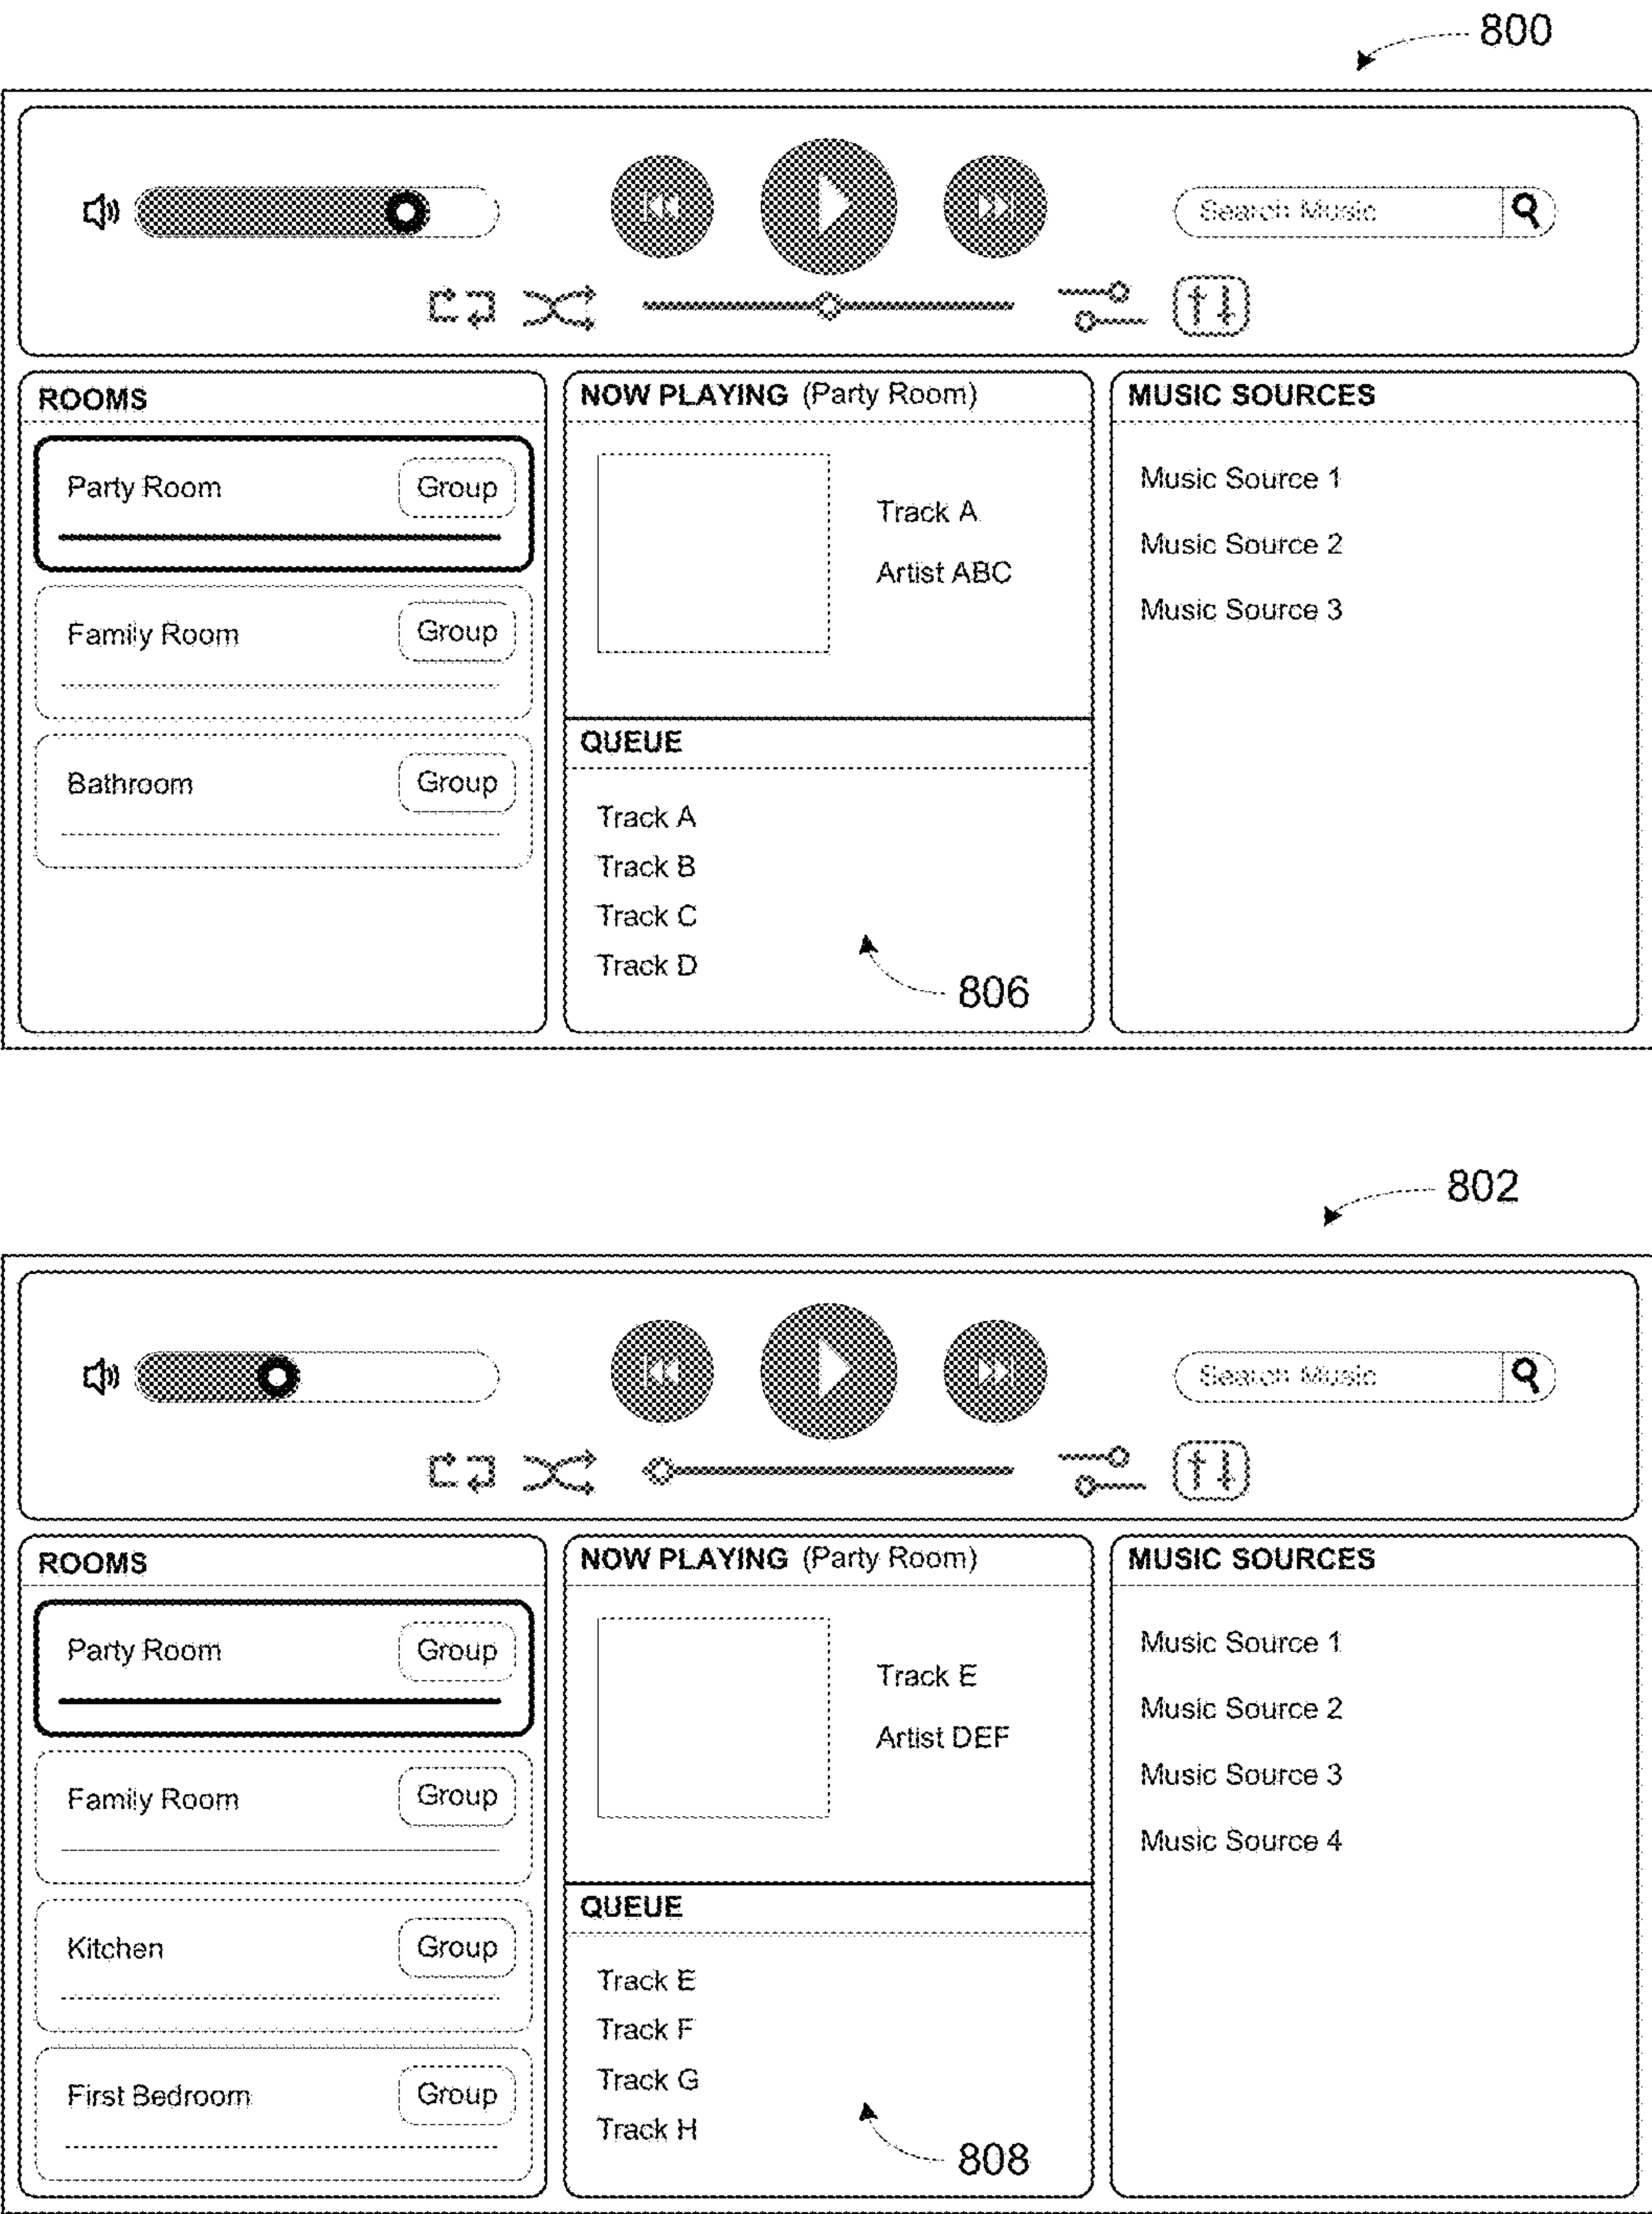 800
Search Music
ROOMS
Party Room Group
Family Room Group
Bathroom Group
NOW PLAYING (Party Room)
Track A
Artist ABC
QUEUE
Track A
Track B
Track C
Track D
806
MUSIC SOURCES
Music Source 1
Music Source 2
Music Source 3
802
Search Music
ROOMS
Party Room Group
Family Room Group
Kitchen Group
First Bedroom Group
NOW PLAYING (Party Room)
Track E
Artist DEF
QUEUE
Track E
Track F
Track G
Track H
808
MUSIC SOURCES
Music Source 1
Music Source 2
Music Source 3
Music Source 4